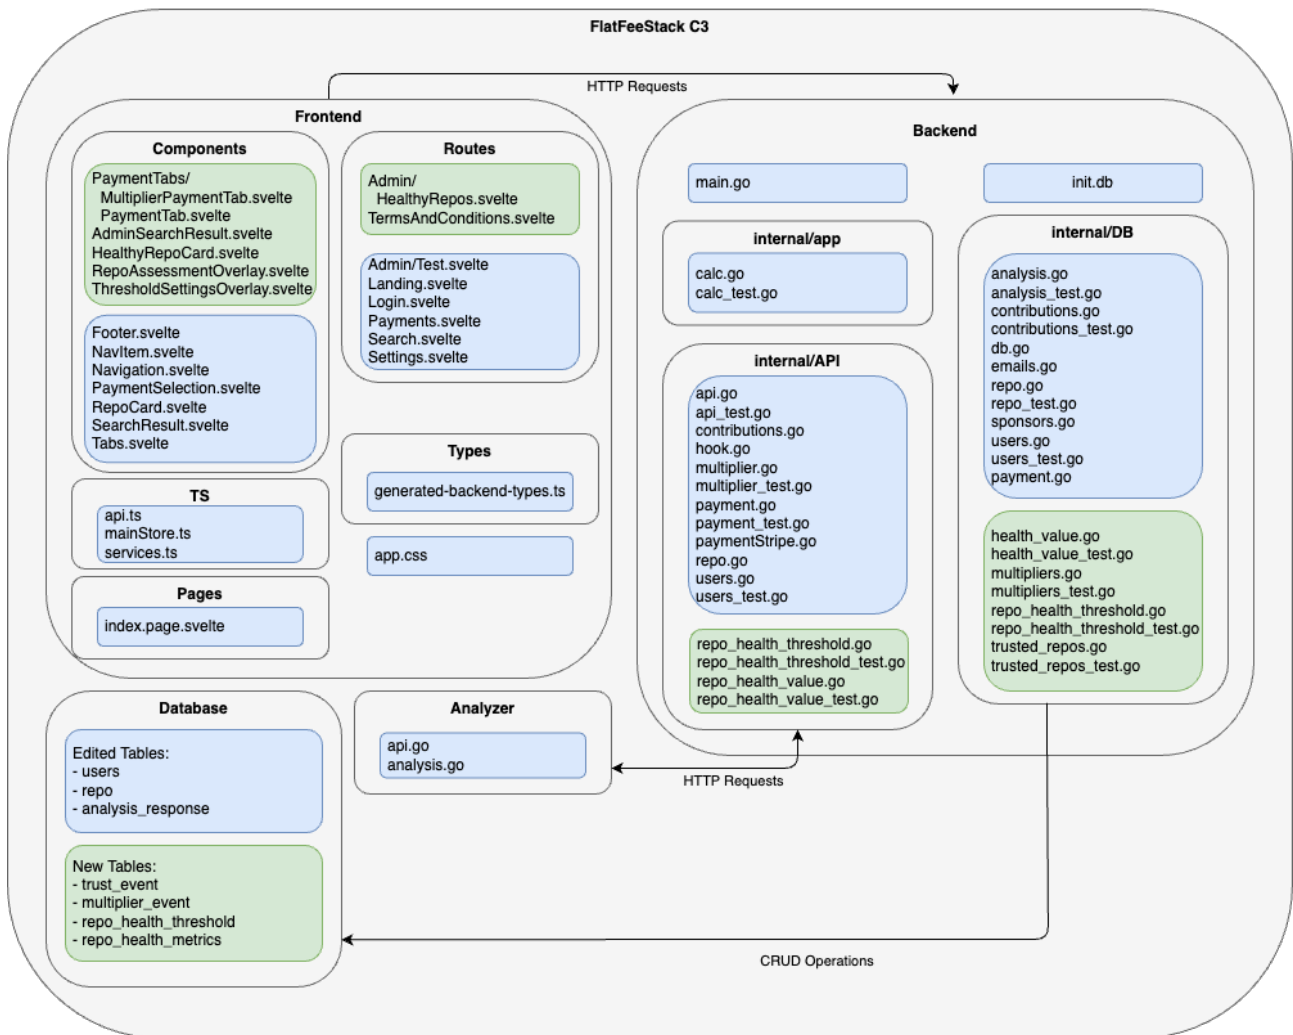 FlatFeeStack C3
HTTP Requests
Frontend
Components
PaymentTabs/
MultiplierPaymentTab.svelte
PaymentTab.svelte
AdminSearchResult.svelte
HealthyRepoCard.svelte
RepoAssessmentOverlay.svelte
ThresholdSettingsOverlay.svelte
Footer.svelte
NavItem.svelte
Navigation.svelte
PaymentSelection.svelte
RepoCard.svelte
SearchResult.svelte
Tabs.svelte
TS
api.ts
mainStore.ts
services.ts
Pages
index.page.svelte
Routes
Admin/
HealthyRepos.svelte
TermsAndConditions.svelte
Admin/Test.svelte
Landing.svelte
Login.svelte
Payments.svelte
Search.svelte
Settings.svelte
Types
generated-backend-types.ts
app.css
Backend
main.go
init.db
internal/app
calc.go
calc_test.go
internal/API
api.go
api_test.go
contributions.go
hook.go
multiplier.go
multiplier_test.go
payment.go
payment_test.go
paymentStripe.go
repo.go
users.go
users_test.go
repo_health_threshold.go
repo_health_threshold_test.go
repo_health_value.go
repo_health_value_test.go
internal/DB
analysis.go
analysis_test.go
contributions.go
contributions_test.go
db.go
emails.go
repo.go
repo_test.go
sponsors.go
users.go
users_test.go
payment.go
health_value.go
health_value_test.go
multipliers.go
multipliers_test.go
repo_health_threshold.go
repo_health_threshold_test.go
trusted_repos.go
trusted_repos_test.go
Database
Edited Tables:
- users
- repo
- analysis_response
New Tables:
- trust_event
- multiplier_event
- repo_health_threshold
- repo_health_metrics
Analyzer
api.go
analysis.go
HTTP Requests
CRUD Operations